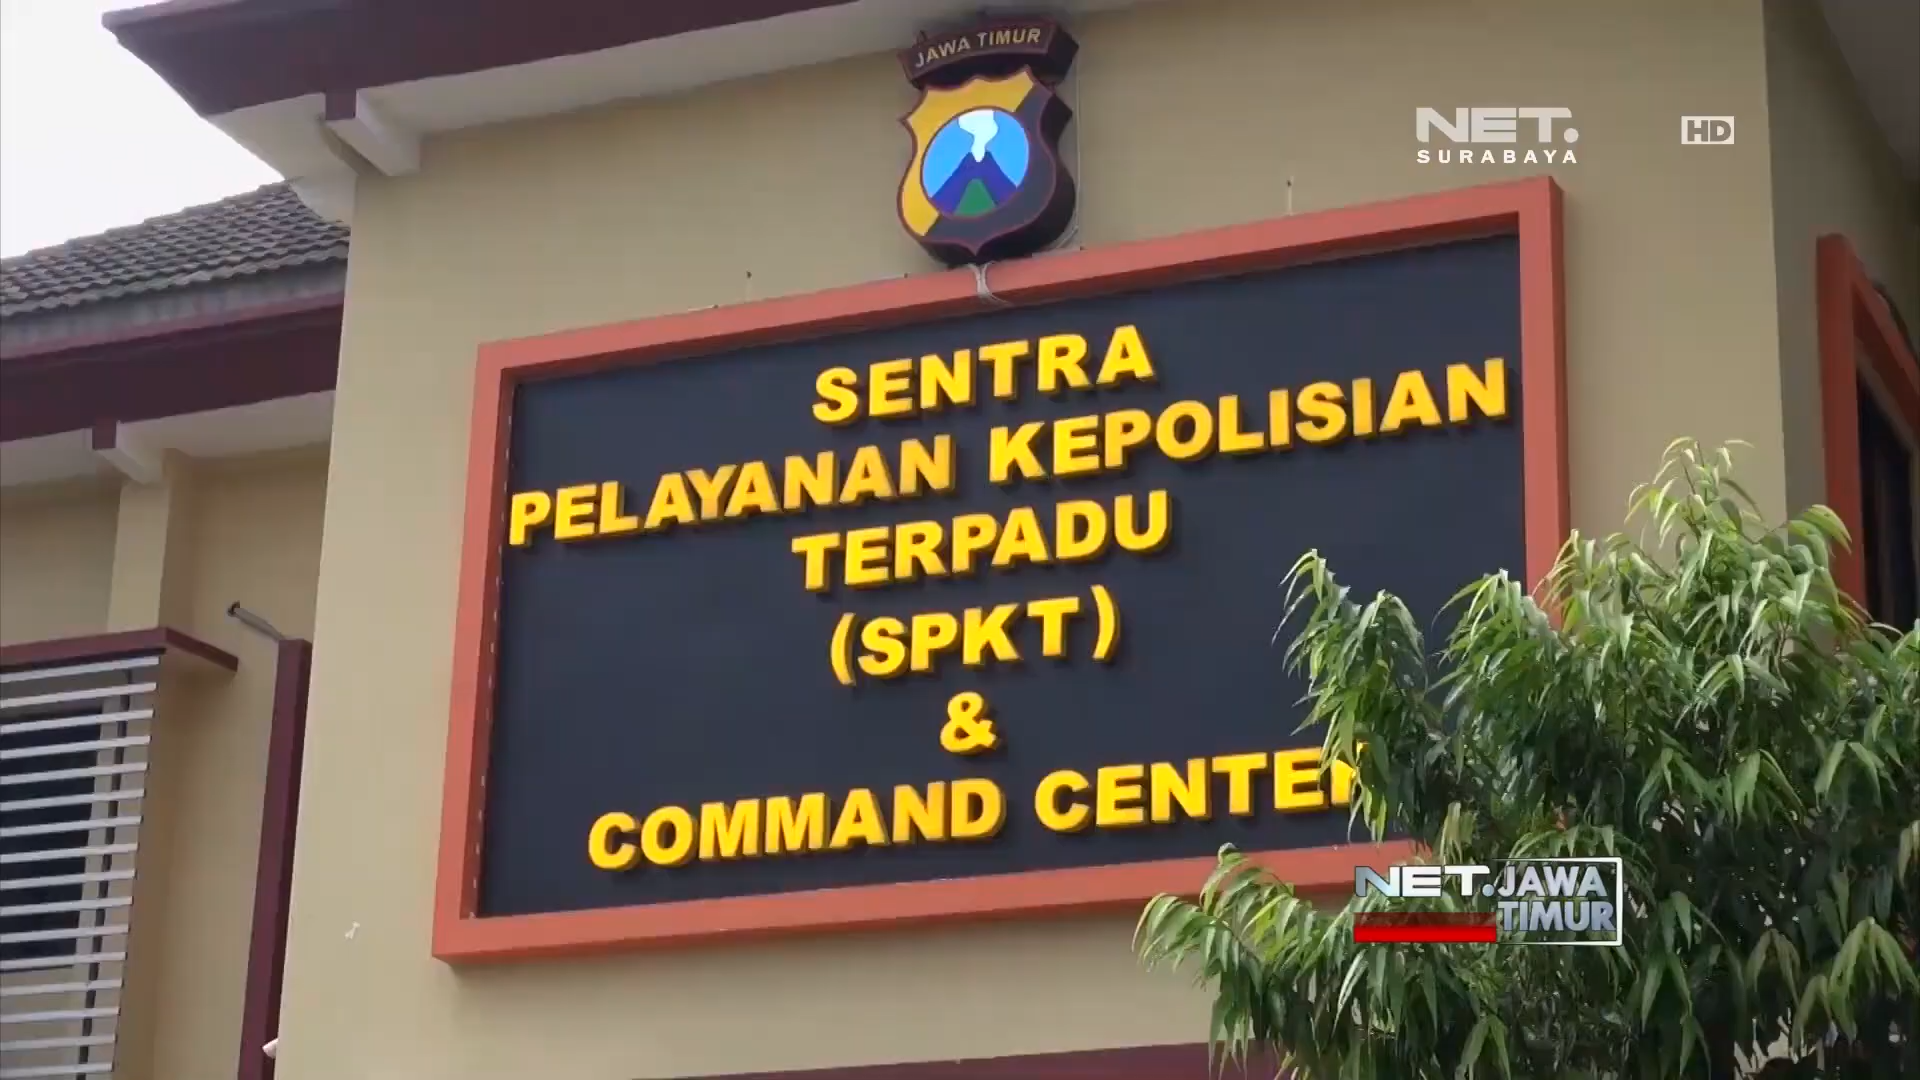 JAWA TIMUR
NET.
SURABAYA
HD
SENTRA
PELAYANAN KEPOLISIAN
TERPADU
(SPKT)
&
COMMAND CENTER
NET. JAWA
TIMUR